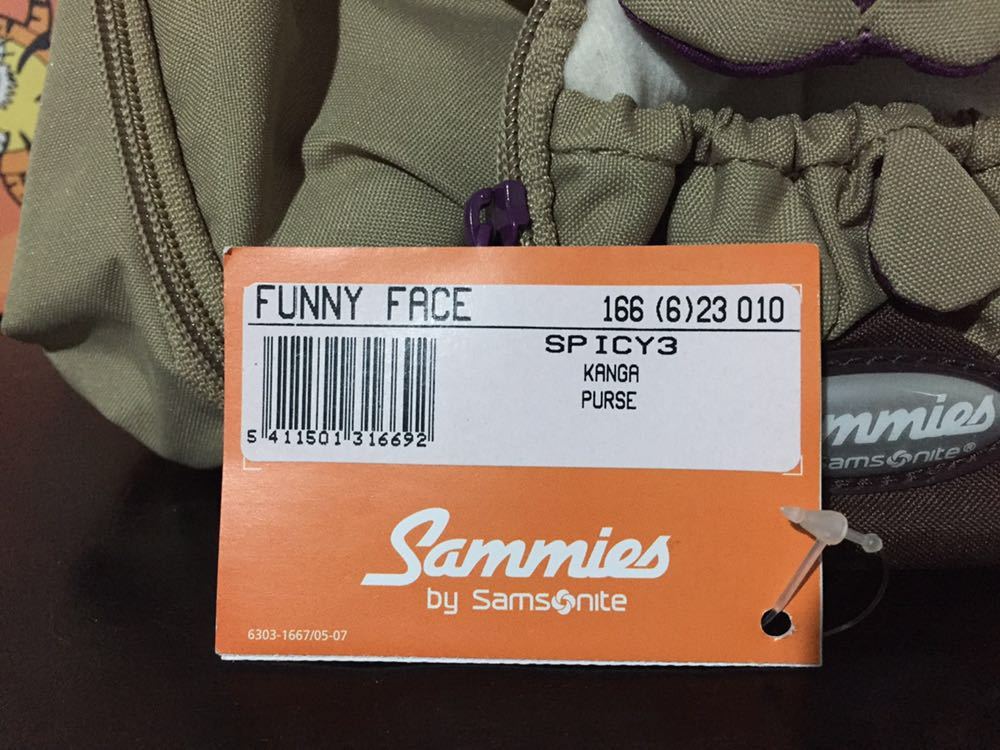 FUNNY FACE 166 (6)23 010
SPICY3
KANGA
PURSE
5 411501 316692
Sammies
by Samsonite
6303-1667/05-07
mmies
amsonite®